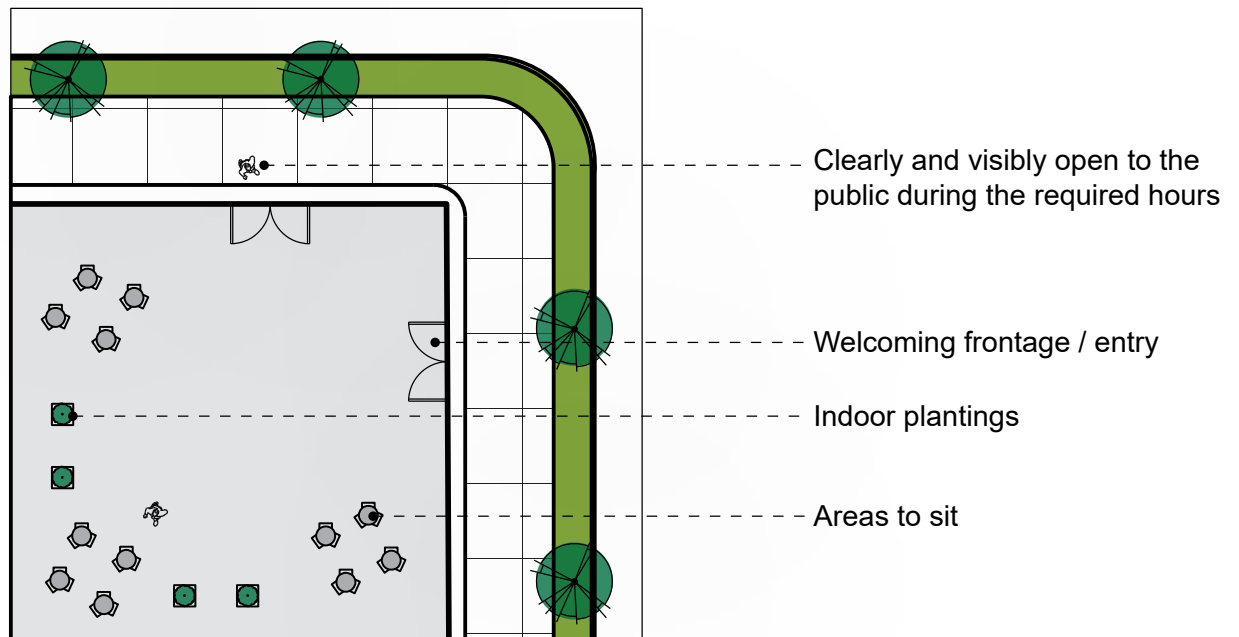 Clearly and visibly open to the
public during the required hours
Welcoming frontage / entry
Indoor plantings
Areas to sit